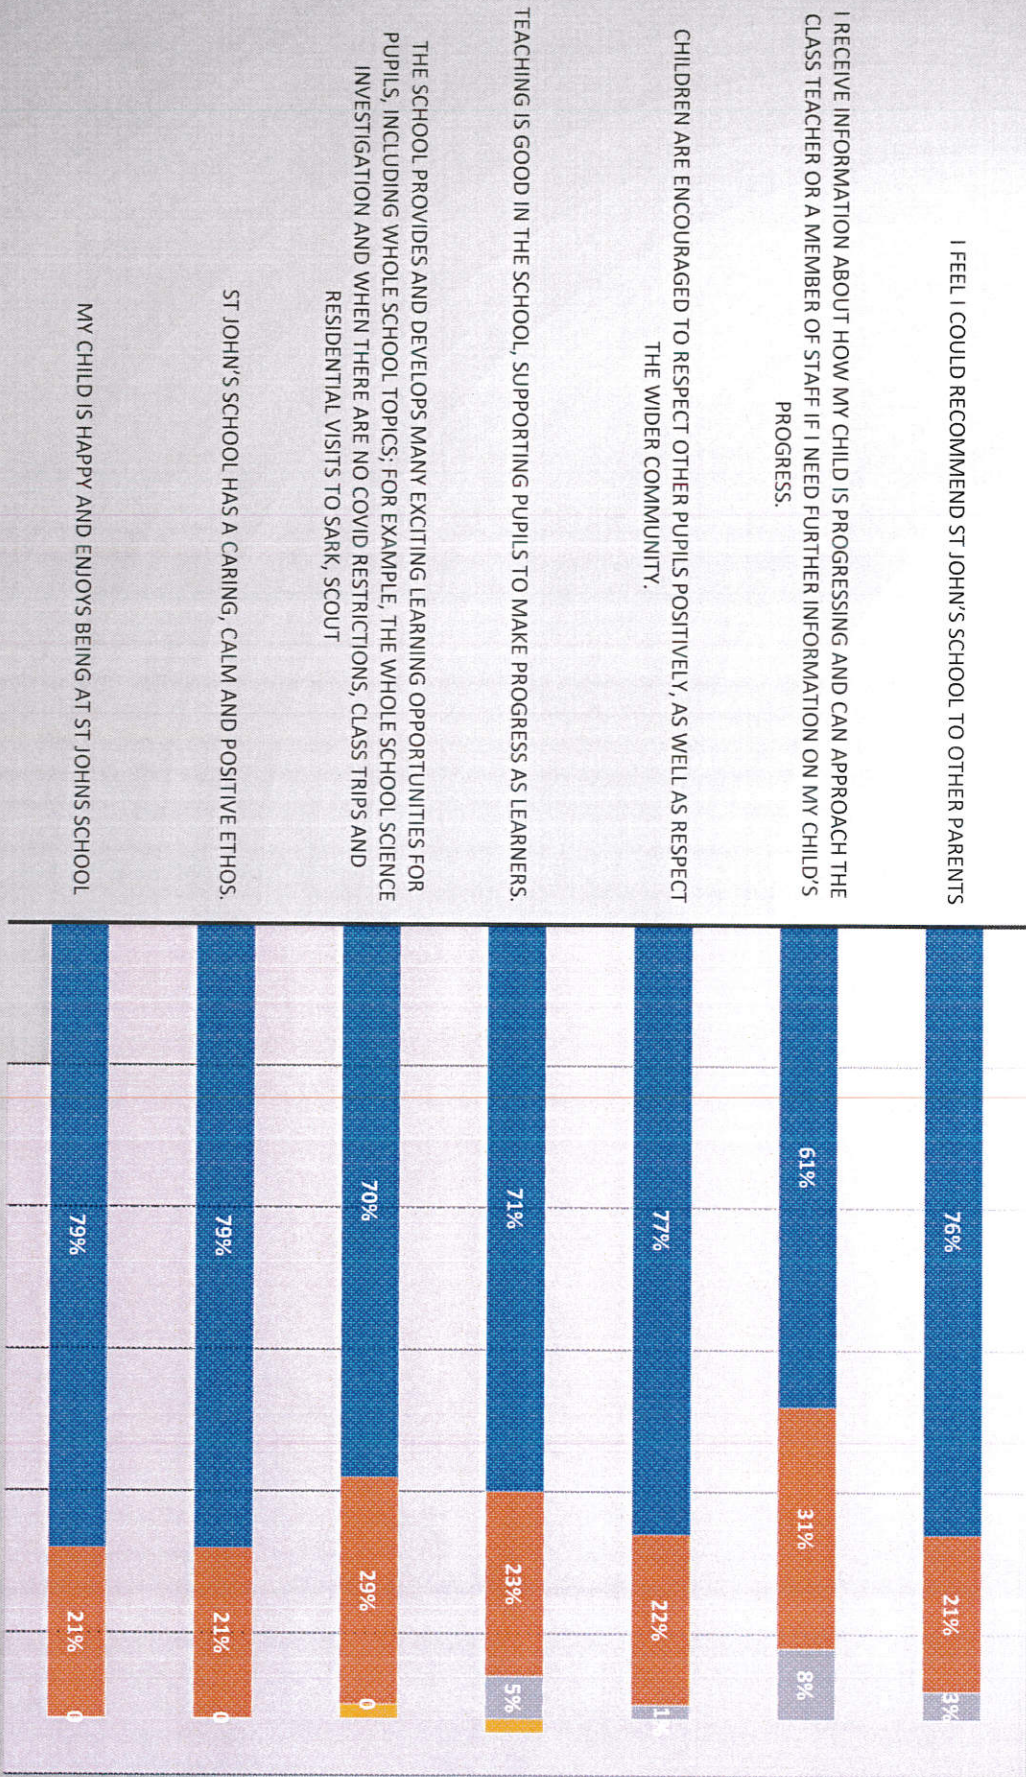 I FEEL I COULD RECOMMEND ST JOHN'S SCHOOL TO OTHER PARENTS
76%
21%
3%
I RECEIVE INFORMATION ABOUT HOW MY CHILD IS PROGRESSING AND CAN APPROACH THE
CLASS TEACHER OR A MEMBER OF STAFF IF I NEED FURTHER INFORMATION ON MY CHILD'S
PROGRESS.
61%
31%
8%
CHILDREN ARE ENCOURAGED TO RESPECT OTHER PUPILS POSITIVELY, AS WELL AS RESPECT
THE WIDER COMMUNITY.
77%
22%
1%
TEACHING IS GOOD IN THE SCHOOL, SUPPORTING PUPILS TO MAKE PROGRESS AS LEARNERS.
71%
23%
5%
THE SCHOOL PROVIDES AND DEVELOPS MANY EXCITING LEARNING OPPORTUNITIES FOR
PUPILS, INCLUDING WHOLE SCHOOL TOPICS; FOR EXAMPLE, THE WHOLE SCHOOL SCIENCE
INVESTIGATION AND WHEN THERE ARE NO COVID RESTRICTIONS, CLASS TRIPS AND
RESIDENTIAL VISITS TO SARK, SCOUT
70%
29%
0
ST JOHN'S SCHOOL HAS A CARING, CALM AND POSITIVE ETHOS.
79%
21%
0
MY CHILD IS HAPPY AND ENJOYS BEING AT ST JOHNS SCHOOL
79%
21%
0